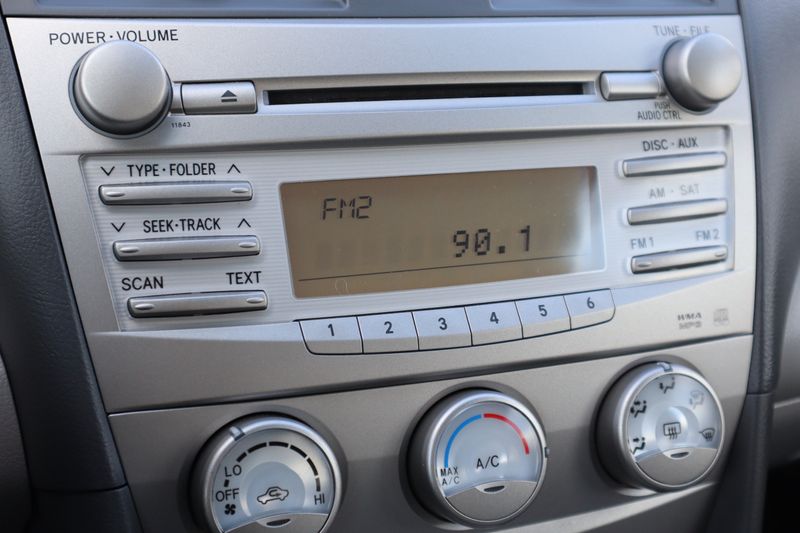 POWER · VOLUME
TUNE · FILE
11843
PUSH
AUDIO CTRL
TYPE · FOLDER
DISC · AUX
SEEK · TRACK
AM · SAT
FM 1 FM 2
SCAN TEXT
FM2
90.1
1 2 3 4 5 6
WMA
MP3
LO
OFF
HI
MAX
A/C
A/C